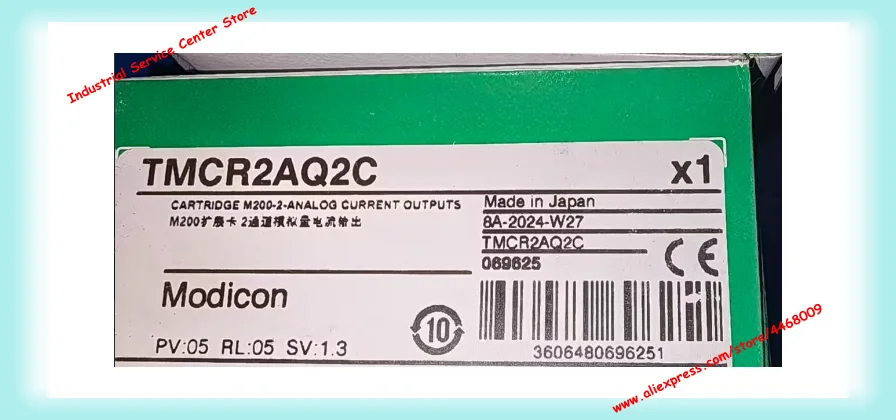 Industrial Service Center Store
TMCR2AQ2C
x1
CARTRIDGE M200-2-ANALOG CURRENT OUTPUTS
M200扩展卡 2通道模拟量电流输出
Made in Japan
8A-2024-W27
TMCR2AQ2C
069625
CE
Modicon
10
PV:05 RL:05 SV:1.3
3606480696251
www.aliexpress.com/store/4468009